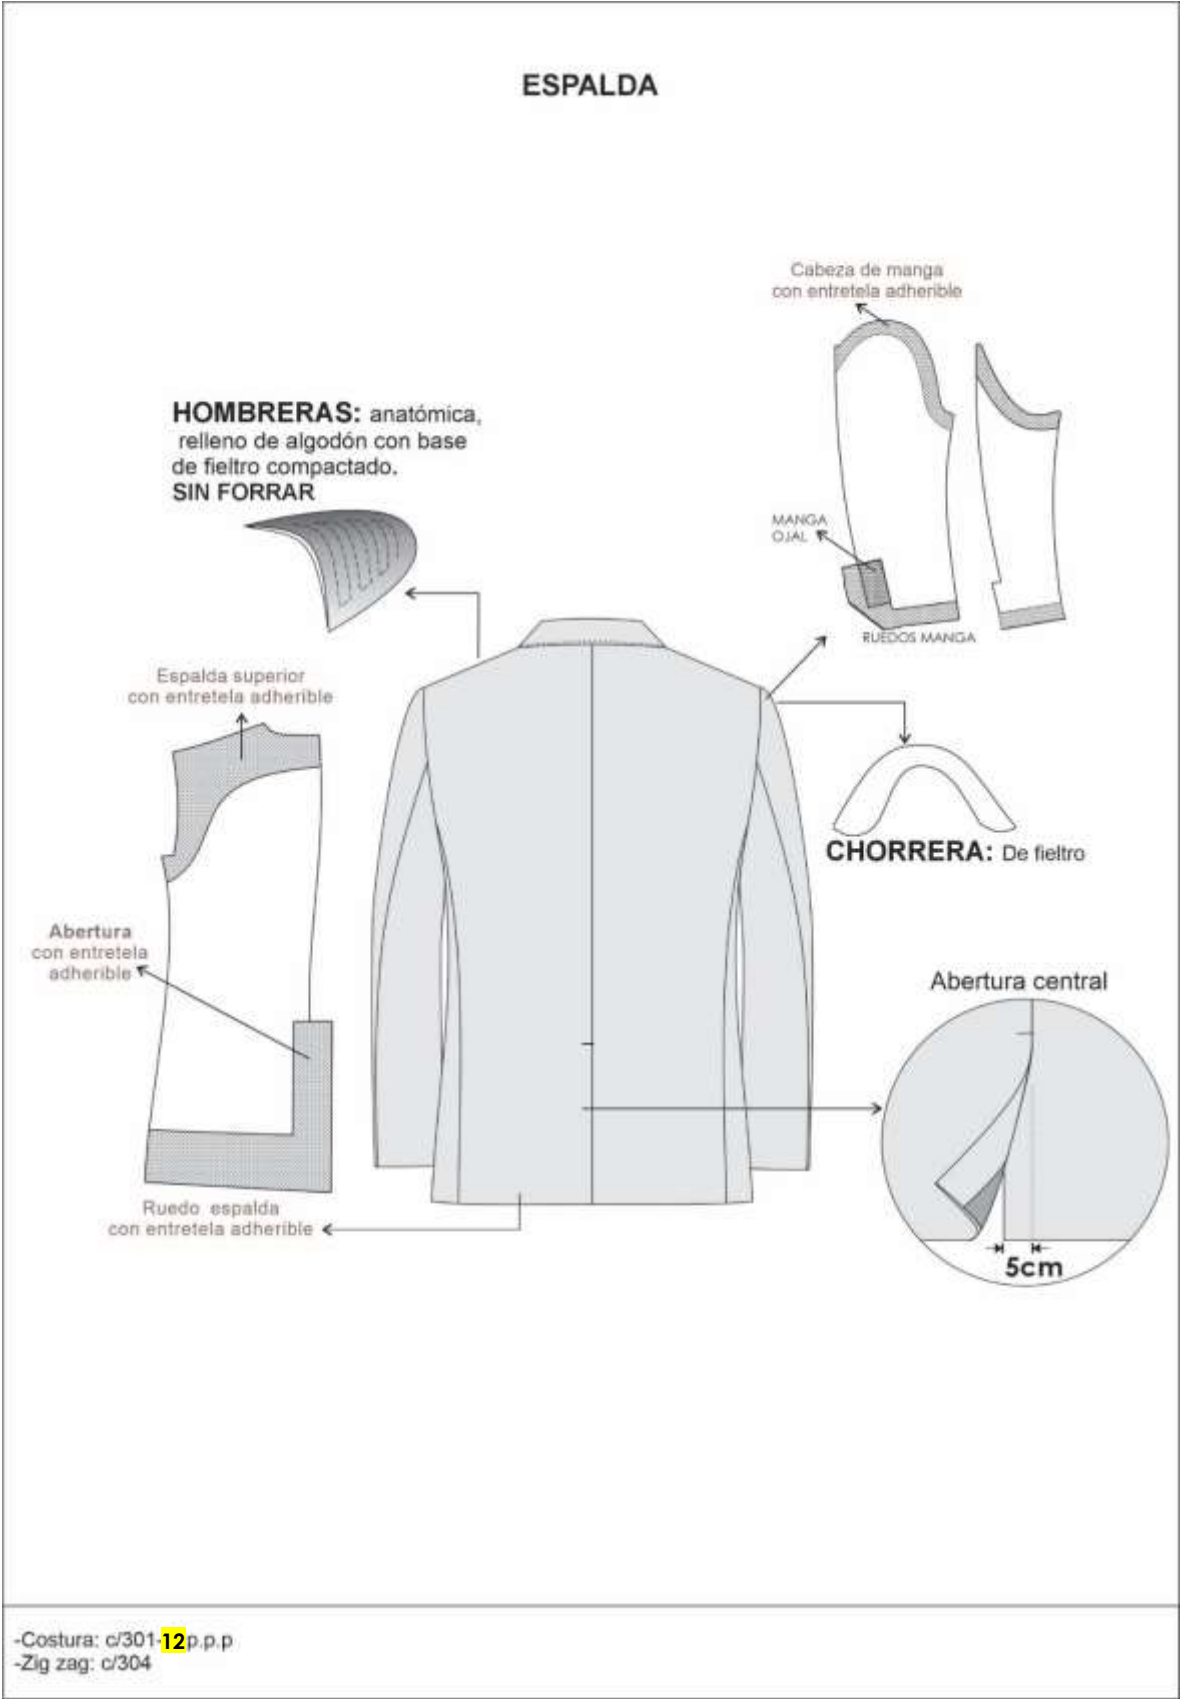 ESPALDA
Cabeza de manga
con entretela adherible
HOMBRERAS: anatómica,
relleno de algodón con base
de fieltro compactado.
SIN FORRAR
MANGA
OJAL
RUEDOS MANGA
Espalda superior
con entretela adherible
CHORRERA: De fieltro
Abertura
con entretela
adherible
Abertura central
5cm
Ruedo espalda
con entretela adherible
-Costura: c/301-12p.p.p
-Zig zag: c/304